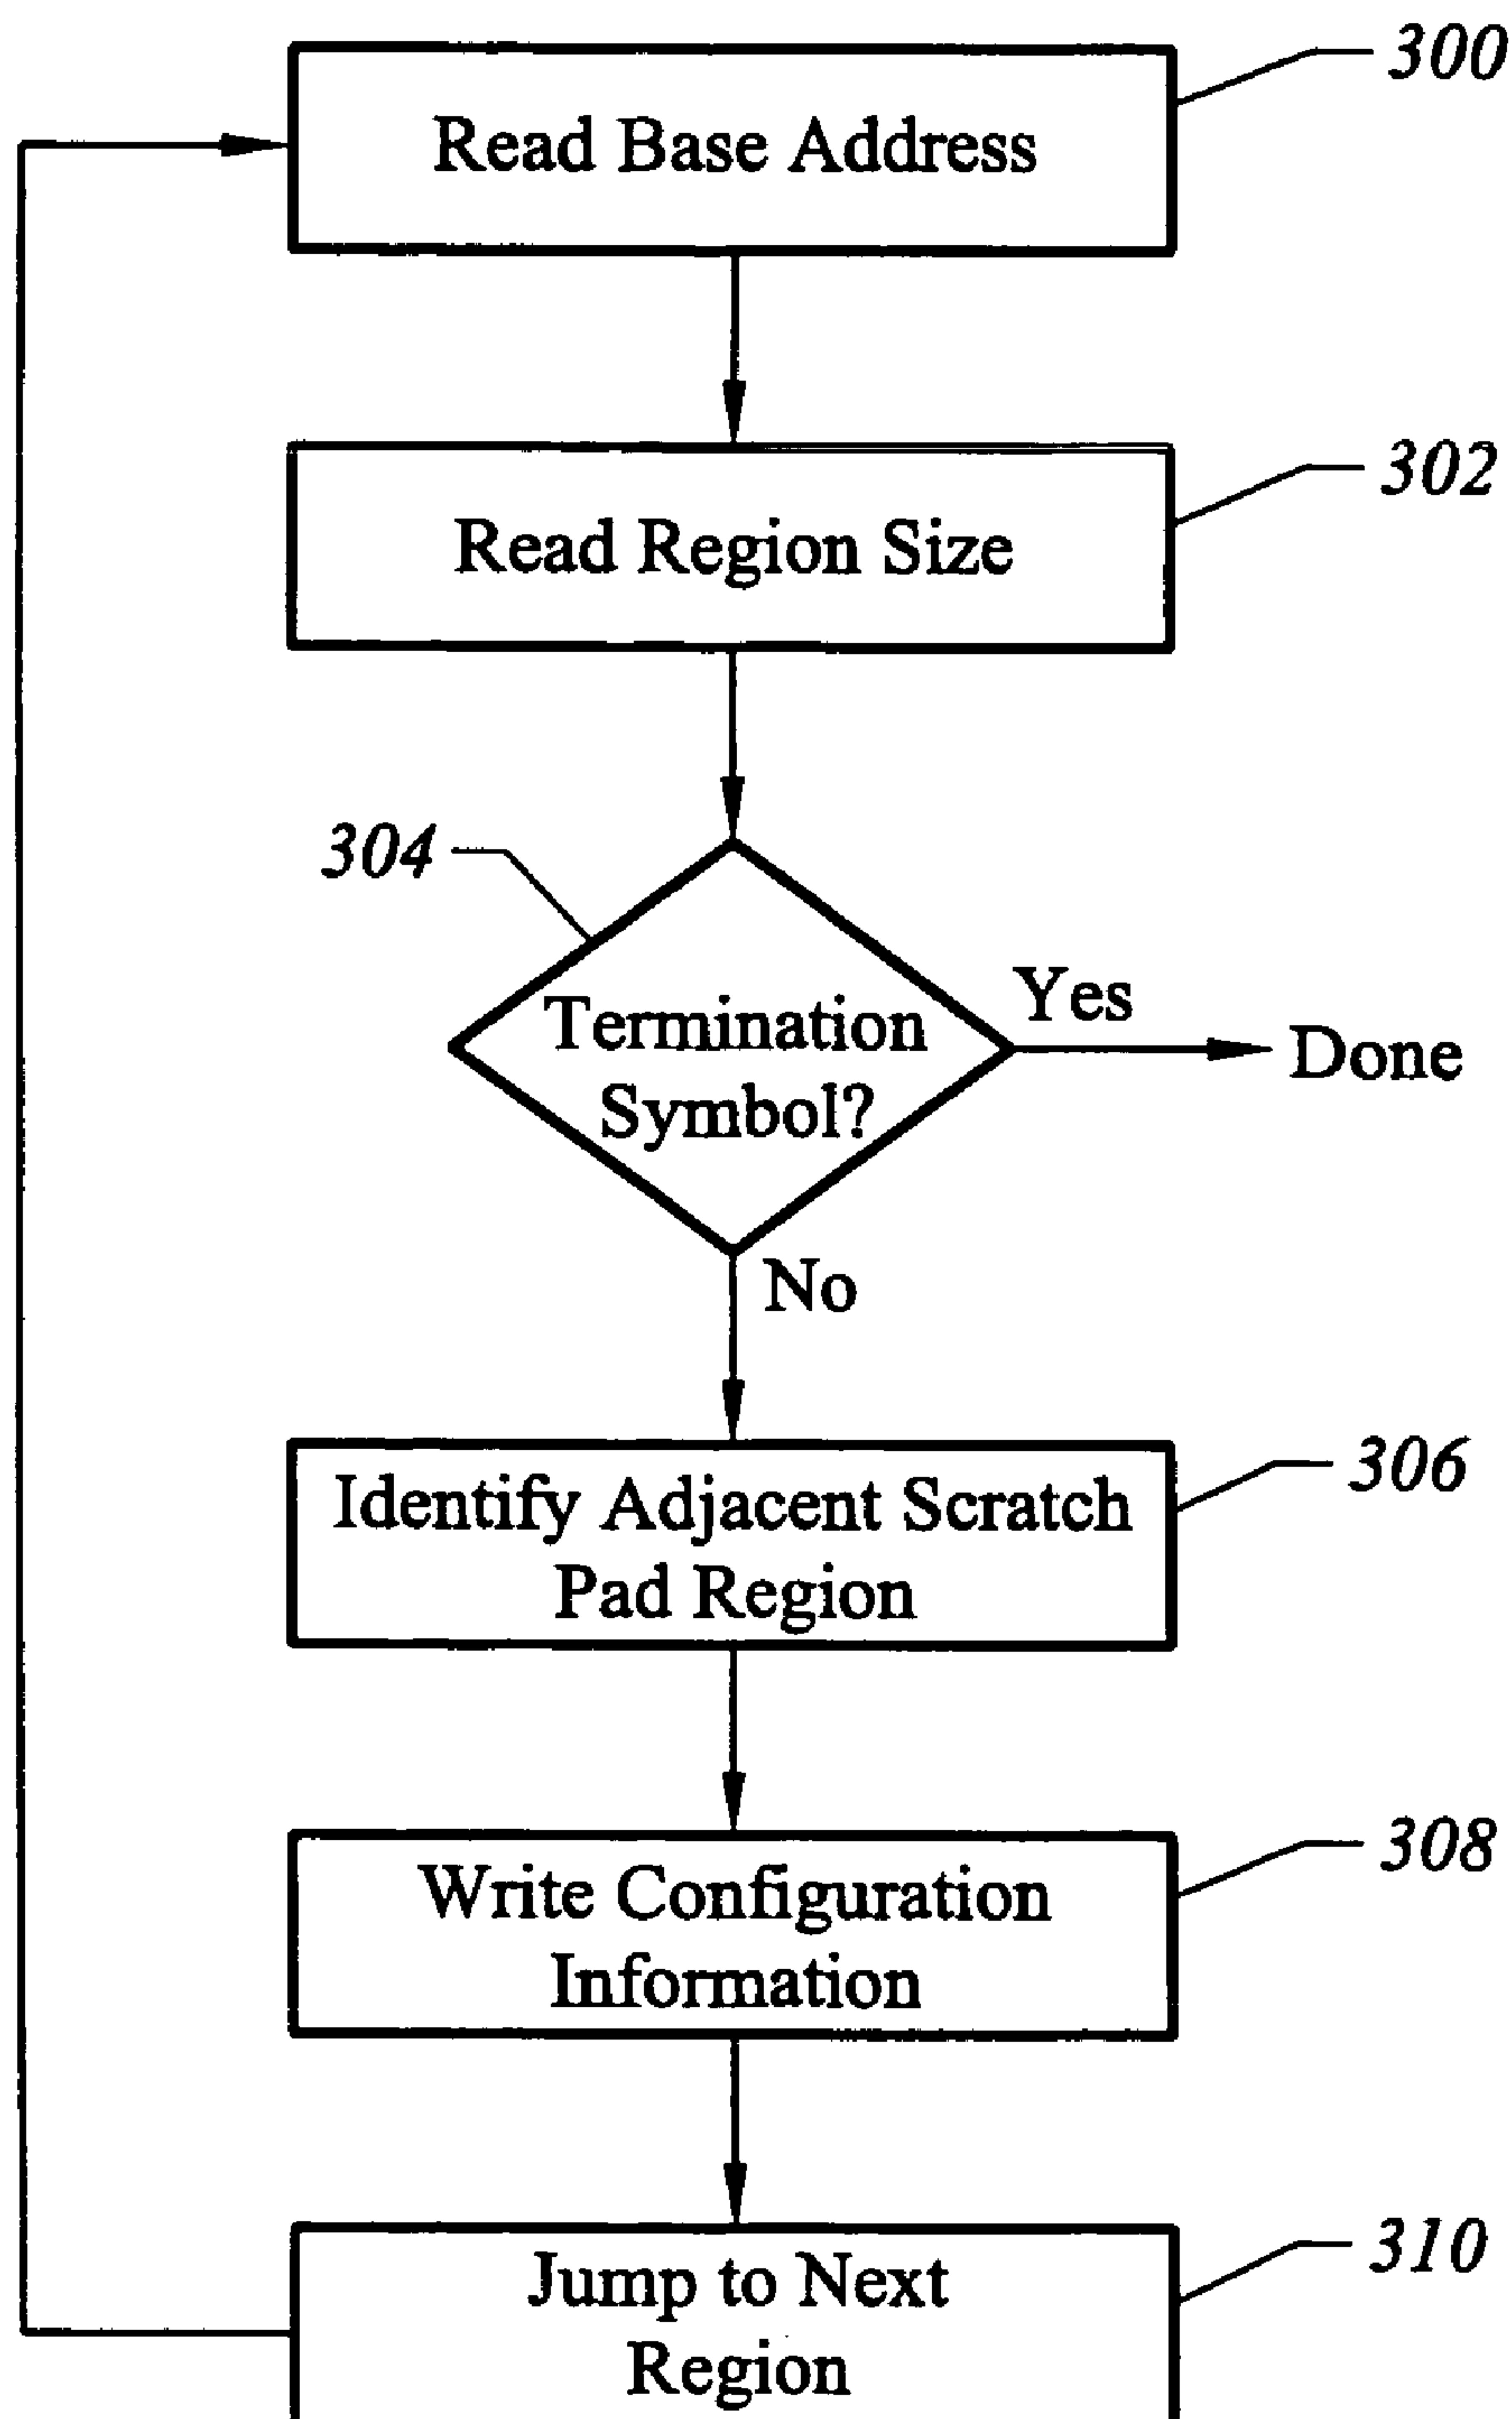 300
Read Base Address
302
Read Region Size
304
Termination
Symbol?
Yes
Done
No
306
Identify Adjacent Scratch
Pad Region
308
Write Configuration
Information
310
Jump to Next
Region